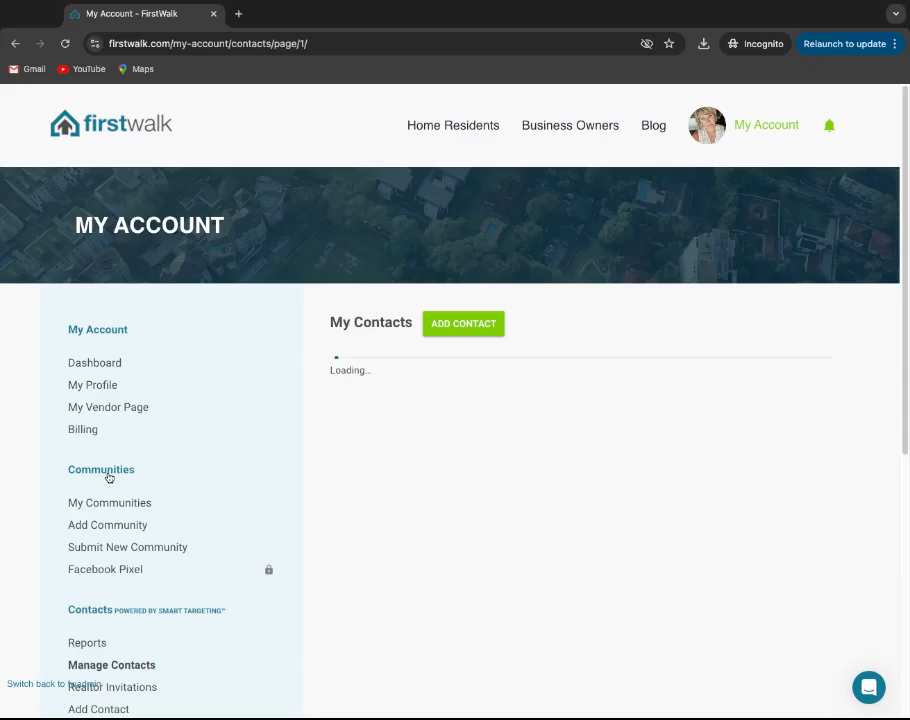 My Account - FirstWalk
firstwalk.com/my-account/contacts/page/1/
Incognito
Relaunch to update
Gmail
YouTube
Maps
firstwalk
Home Residents
Business Owners
Blog
My Account
MY ACCOUNT
My Account
Dashboard
My Profile
My Vendor Page
Billing
Communities
My Communities
Add Community
Submit New Community
Facebook Pixel
Contacts POWERED BY SMART TARGETING™
Reports
Manage Contacts
Switch back to
Realtor Invitations
Add Contact
My Contacts
ADD CONTACT
Loading...